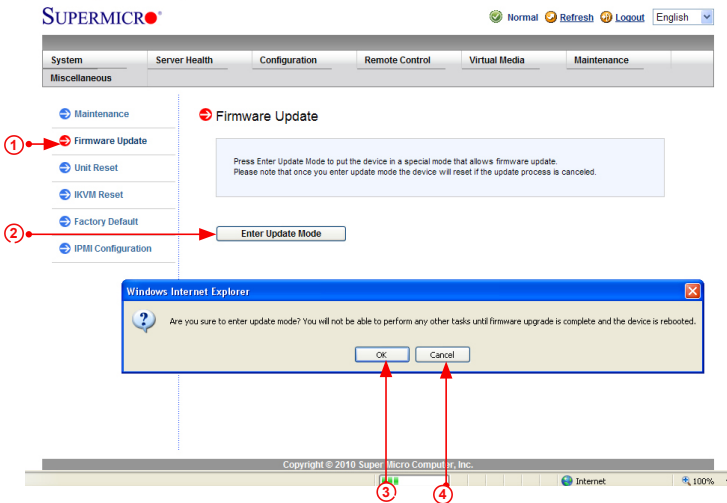 SUPERMICRO
Normal Refresh Logout English
System Server Health Configuration Remote Control Virtual Media Maintenance
Miscellaneous
Maintenance
Firmware Update
Unit Reset
IKVM Reset
Factory Default
IPMI Configuration
Firmware Update
Press Enter Update Mode to put the device in a special mode that allows firmware update.
Please note that once you enter update mode the device will reset if the update process is canceled.
Enter Update Mode
1
2
Windows Internet Explorer
Are you sure to enter update mode? You will not be able to perform any other tasks until firmware upgrade is complete and the device is rebooted.
OK Cancel
Copyright © 2010 Super Micro Computer, Inc.
Internet 100%
3 4